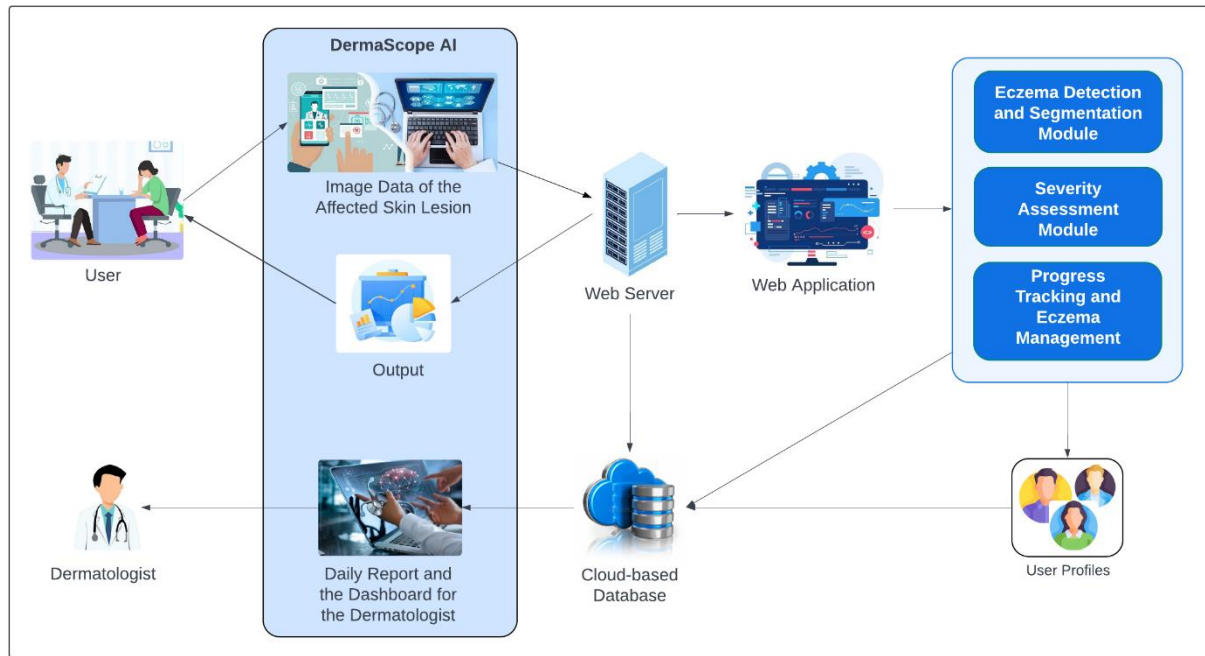 DermaScope AI
Image Data of the
Affected Skin Lesion
User
Output
Web Server
Web Application
Eczema Detection
and Segmentation
Module
Severity
Assessment
Module
Progress
Tracking and
Eczema
Management
Dermatologist
Daily Report and
the Dashboard for
the Dermatologist
Cloud-based
Database
User Profiles